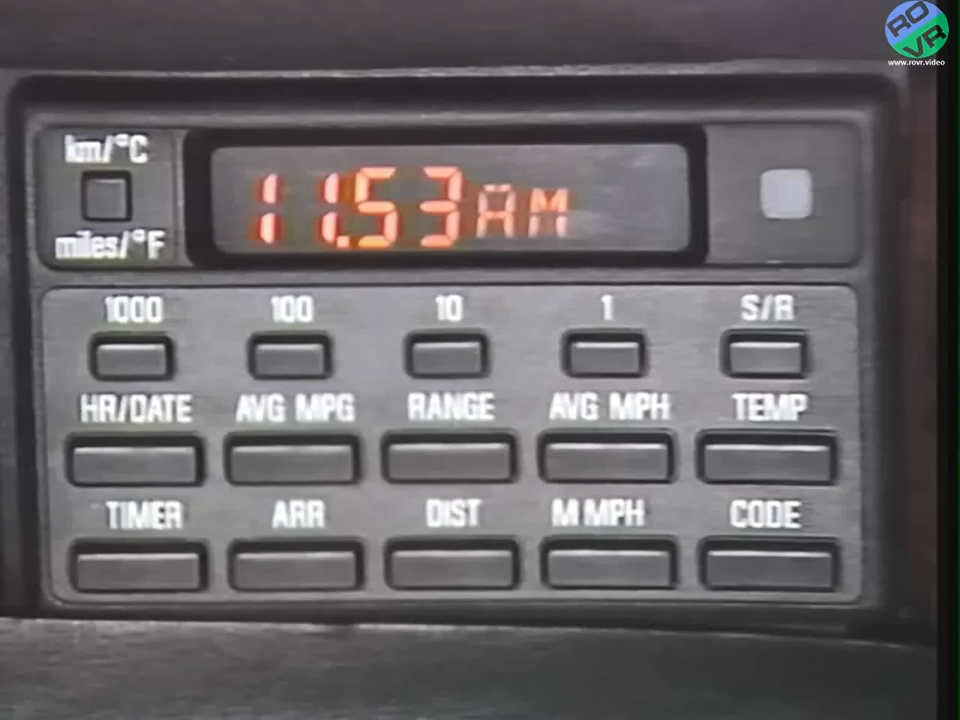 RO
VR
www.rovr.video
km/°C
11.53AM
miles/°F
1000 100 10 1 S/R
HR/DATE AVG MPG RANGE AVG MPH TEMP
TIMER ARR DIST M MPH CODE